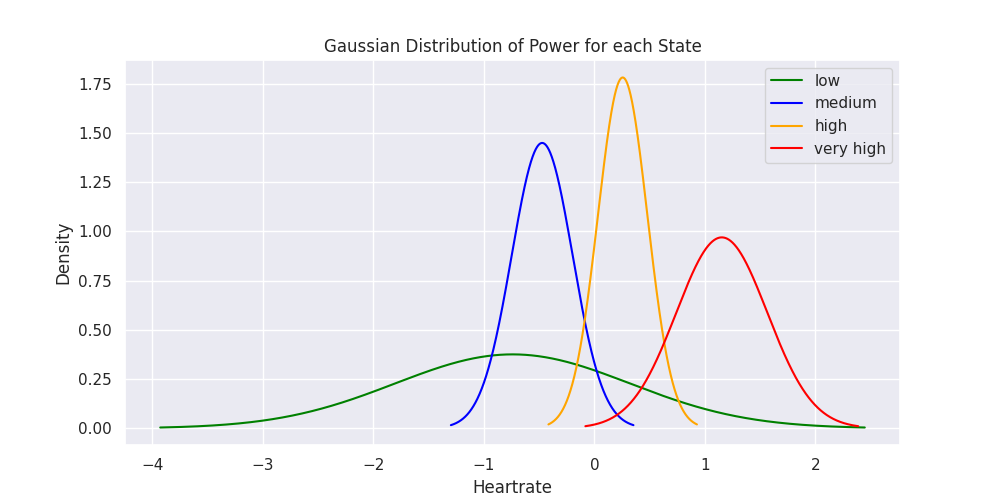 Gaussian Distribution of Power for each State
low
medium
high
very high
1.75
1.50
1.25
1.00
0.75
0.50
0.25
0.00
Density
−4 −3 −2 −1 0 1 2
Heartrate